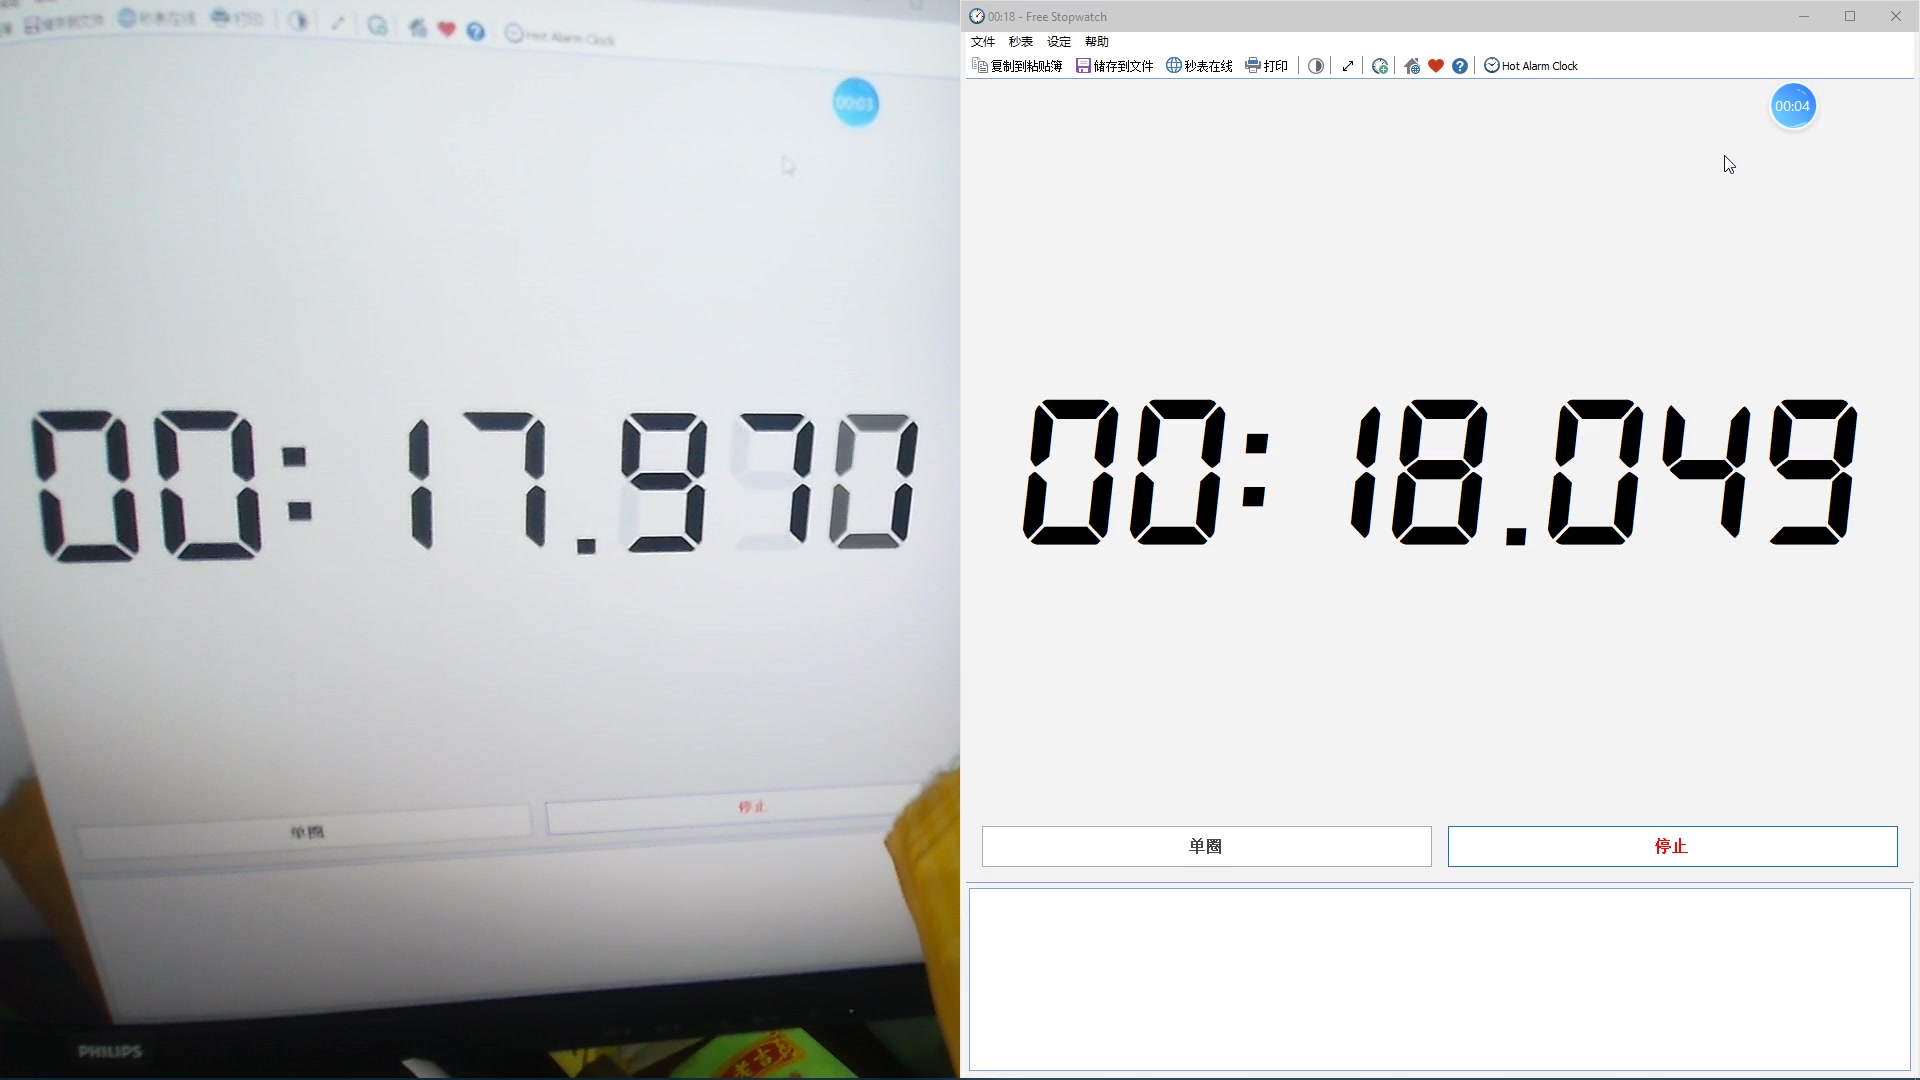 储存到文件 秒表在线 打印 Hot Alarm Clock
00:03
00:17.970
单圈 停止
PHILIPS
00:18 - Free Stopwatch
文件 秒表 设定 帮助
复制到粘贴簿 储存到文件 秒表在线 打印 Hot Alarm Clock
00:04
00:18.049
单圈 停止